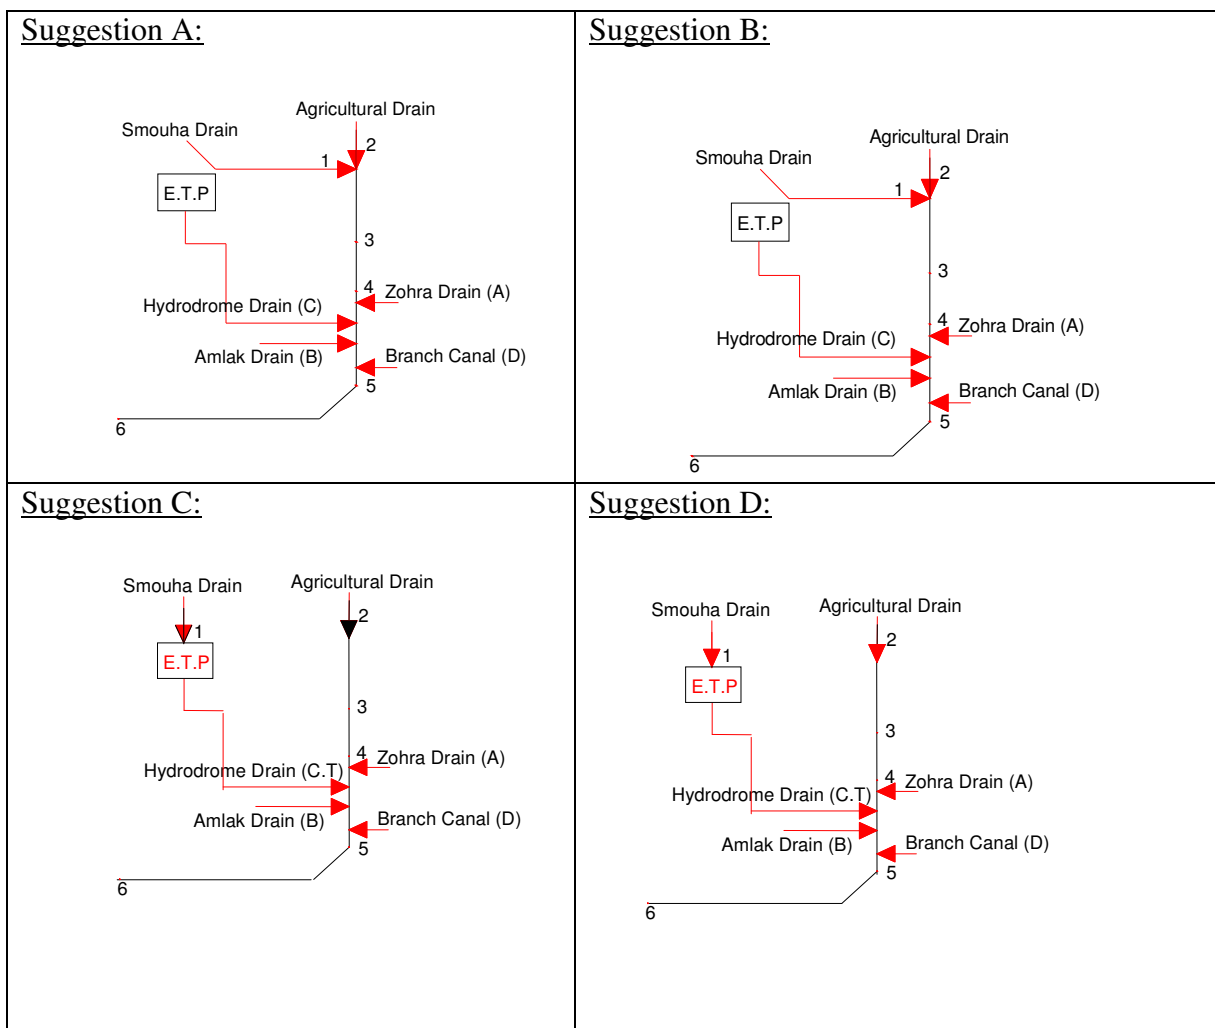 Suggestion A:
Agricultural Drain
Smouha Drain
2
1
E.T.P
3
4
Zohra Drain (A)
Hydrodrome Drain (C)
Amlak Drain (B)
Branch Canal (D)
5
6
Suggestion B:
Agricultural Drain
Smouha Drain
2
1
E.T.P
3
4
Zohra Drain (A)
Hydrodrome Drain (C)
Amlak Drain (B)
Branch Canal (D)
5
6
Suggestion C:
Smouha Drain
Agricultural Drain
2
1
E.T.P
3
4
Zohra Drain (A)
Hydrodrome Drain (C.T)
Amlak Drain (B)
Branch Canal (D)
5
6
Suggestion D:
Smouha Drain
Agricultural Drain
2
1
E.T.P
3
4
Zohra Drain (A)
Hydrodrome Drain (C.T)
Amlak Drain (B)
Branch Canal (D)
5
6